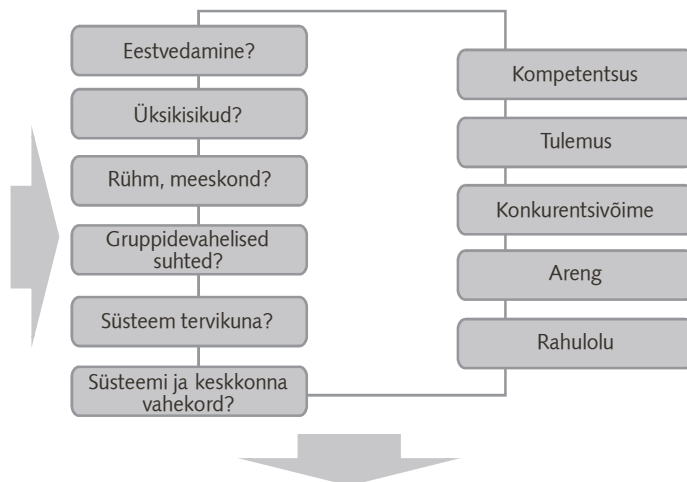 Eestvedamine?
Üksikisikud?
Rühm, meeskond?
Gruppidevahelised
suhted?
Süsteem tervikuna?
Süsteemi ja keskkonna
vahekord?
Kompetentsus
Tulemus
Konkurentsivõime
Areng
Rahulolu